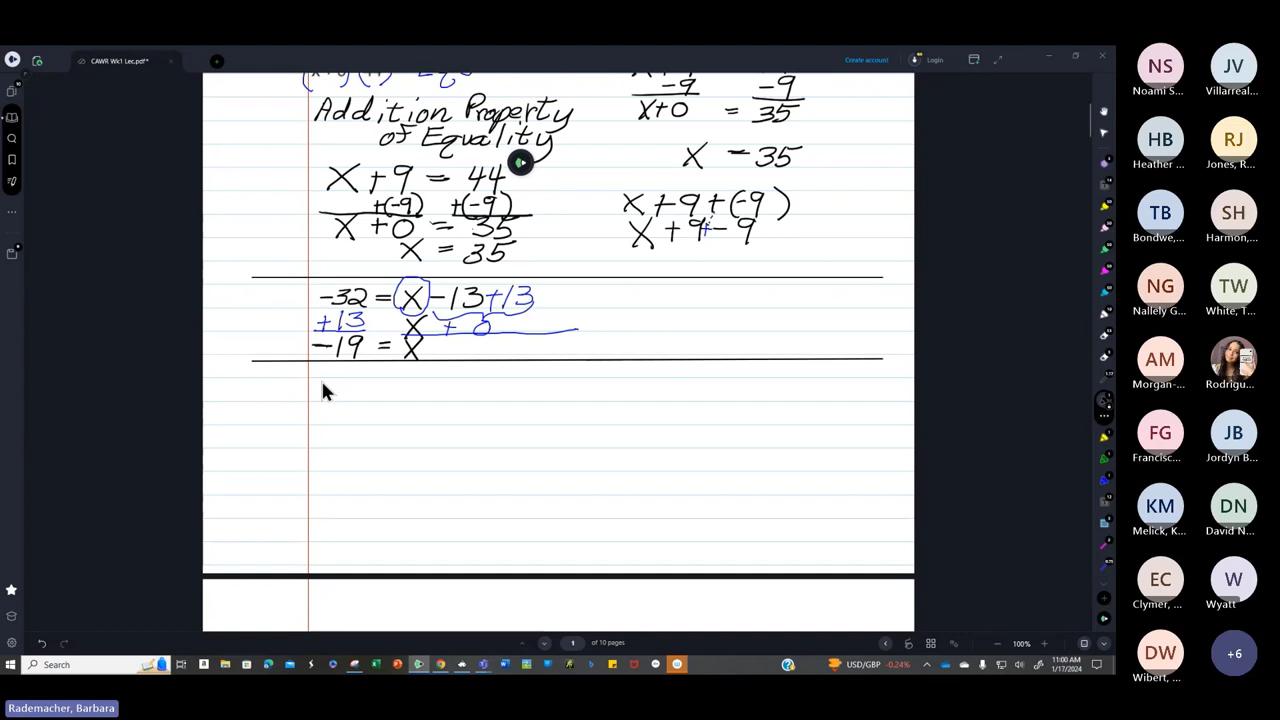 CAWR Wk1 Lec.pdf*
Create account
Login
Addition Property
of Equality
x + 9 = 44
+(-9) +(-9)
x + 0 = 35
x = 35
-9 -9
x+0 = 35
x = 35
x + 9 + (-9)
x + 9 + - 9
-32 = x - 13 + 13
+13 x + 0
-19 = x
1 of 10 pages
100%
Search
USD/GBP -0.24%
11:00 AM
1/17/2024
Rademacher, Barbara
NS
Noami S...
JV
Villarreal...
HB
Heather ...
RJ
Jones, R...
TB
Bondwe,...
SH
Harmon,...
NG
Nallely G...
TW
White, T...
AM
Morgan-...
Rodrigu...
FG
Francisc...
JB
Jordyn B...
KM
Melick, K...
DN
David N...
EC
Clymer, ...
W
Wyatt
DW
Wibert, ...
+6